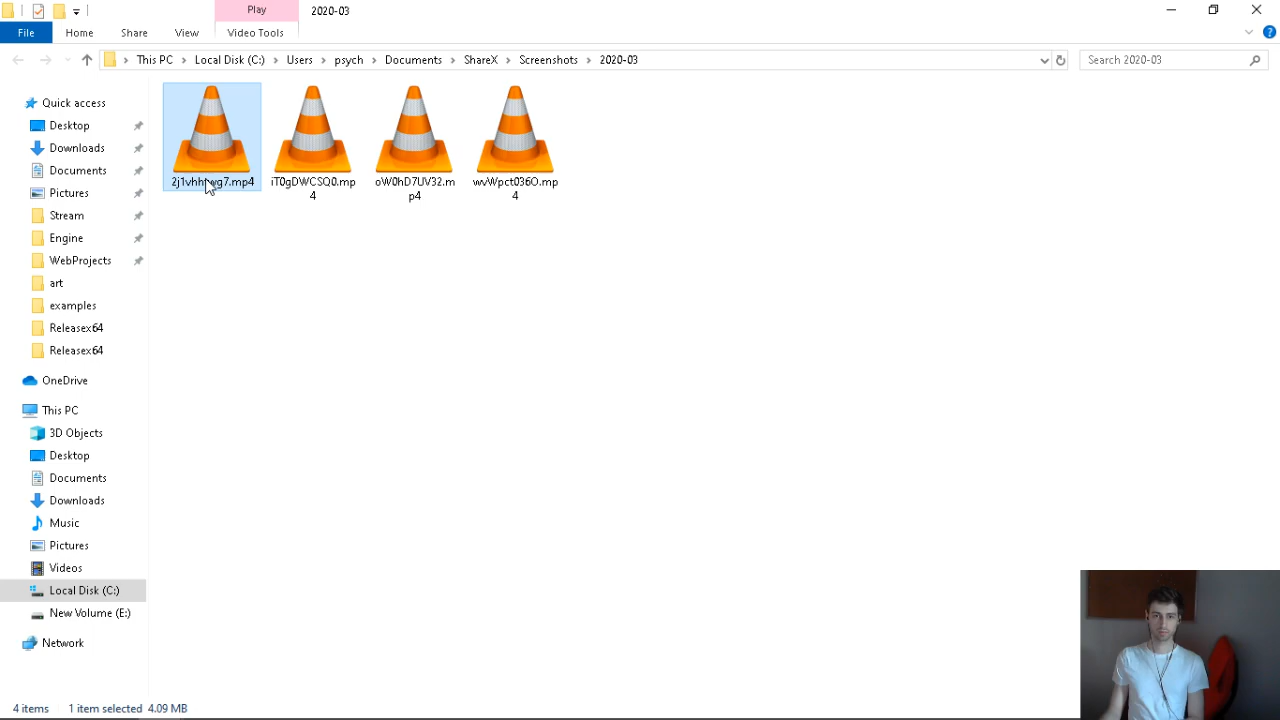 Play 2020-03
File Home Share View Video Tools
This PC Local Disk (C:) Users psych Documents ShareX Screenshots 2020-03 Search 2020-03
Quick access
Desktop
Downloads
Documents
Pictures
Stream
Engine
WebProjects
art
examples
Releasex64
Releasex64
OneDrive
This PC
3D Objects
Desktop
Documents
Downloads
Music
Pictures
Videos
Local Disk (C:)
New Volume (E:)
Network
iT0gDWCSQ0.mp
4
oW0hD7UV32.m
p4
wvWpct036O.mp
4
4 items 1 item selected 4.09 MB